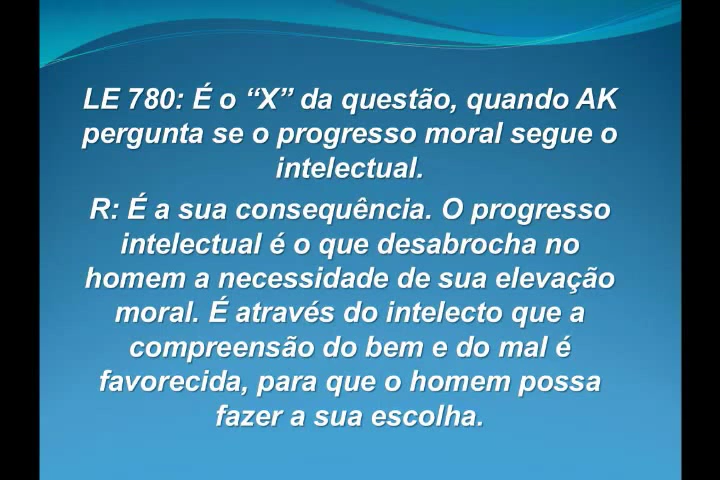 LE 780: É o “X” da questão, quando AK
pergunta se o progresso moral segue o
intelectual.
R: É a sua consequência. O progresso
intelectual é o que desabrocha no
homem a necessidade de sua elevação
moral. É através do intelecto que a
compreensão do bem e do mal é
favorecida, para que o homem possa
fazer a sua escolha.